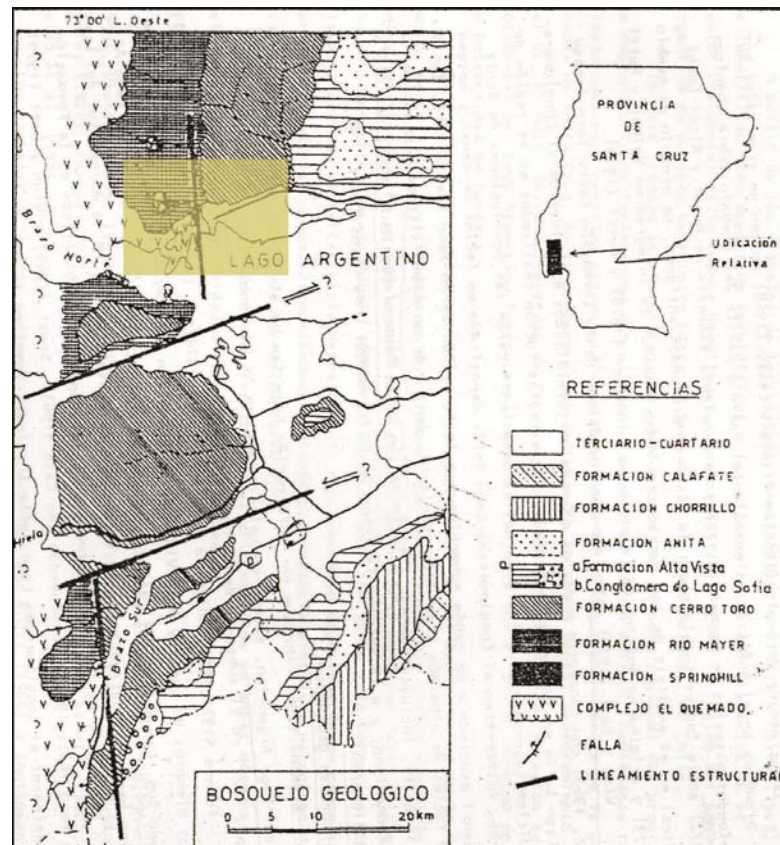 73°00' L. Oeste
PROVINCIA
DE
SANTA CRUZ
Ubicación
Relativa
Brazo Norte
LAGO ARGENTINO
Hielo
Brazo Sur
REFERENCIAS
TERCIARIO-CUARTARIO
FORMACION CALAFATE
FORMACION CHORRILLO
FORMACION ANITA
a. Formacion Alta Vista
b. Conglomerado Lago Sofia
FORMACION CERRO TORO
FORMACION RIO MAYER
FORMACION SPRINGHILL
COMPLEJO EL QUEMADO.
FALLA
LINEAMIENTO ESTRUCTURAL
BOSQUEJO GEOLOGICO
0 5 10 20km